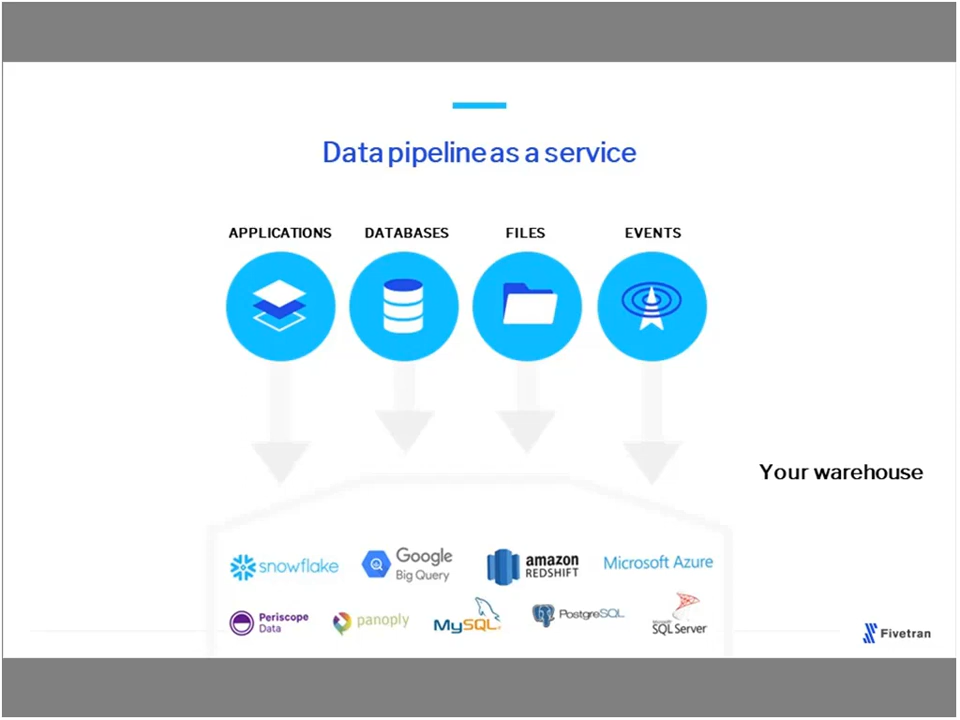 Data pipeline as a service
APPLICATIONS
DATABASES
FILES
EVENTS
Your warehouse
snowflake
Google
Big Query
amazon
REDSHIFT
Microsoft Azure
Periscope
Data
panoply
MySQL
PostgreSQL
Microsoft
SQL Server
Fivetran